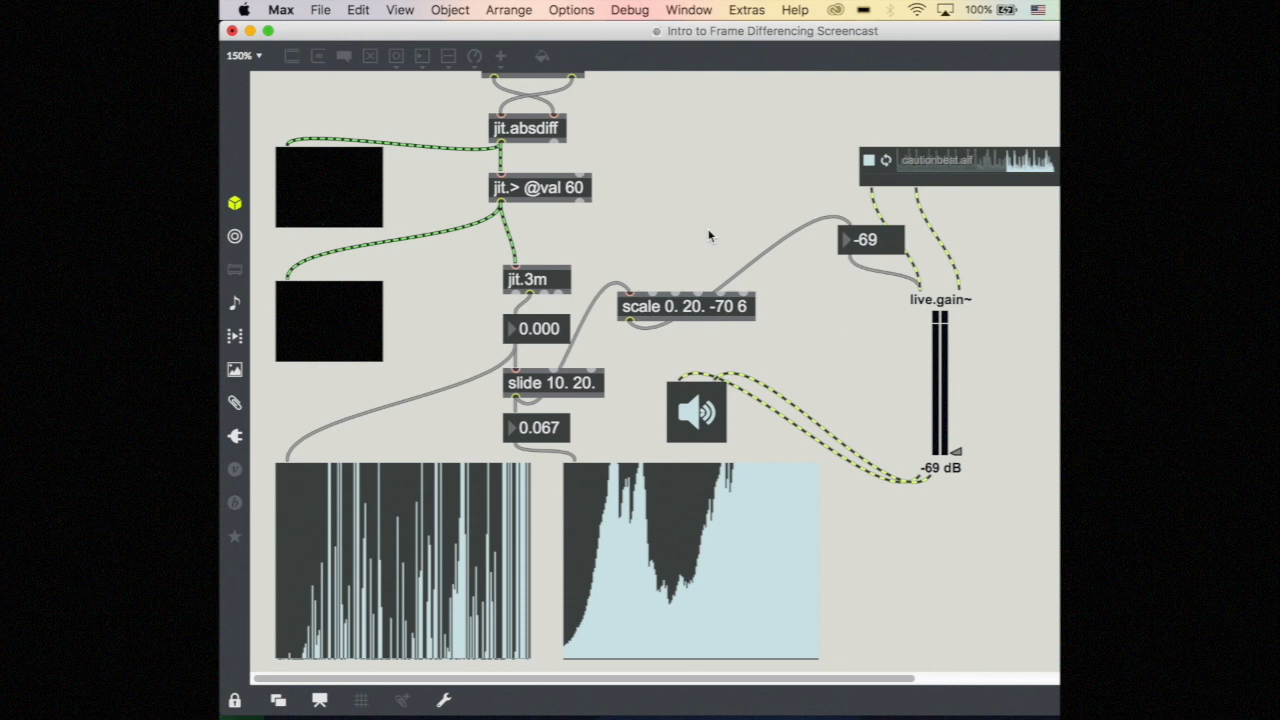 Max File Edit View Object Arrange Options Debug Window Extras Help 100%
Intro to Frame Differencing Screencast
150%
jit.absdiff
cautionbeat.aif
jit.> @val 60
-69
jit.3m
live.gain~
scale 0. 20. -70 6
0.000
slide 10. 20.
0.067
-69 dB